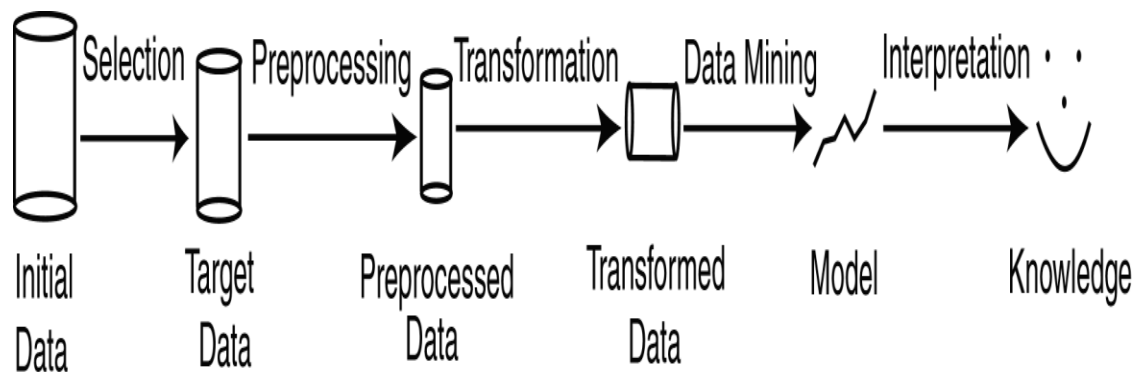 Selection
Preprocessing
Transformation
Data Mining
Interpretation
Initial
Data
Target
Data
Preprocessed
Data
Transformed
Data
Model
Knowledge